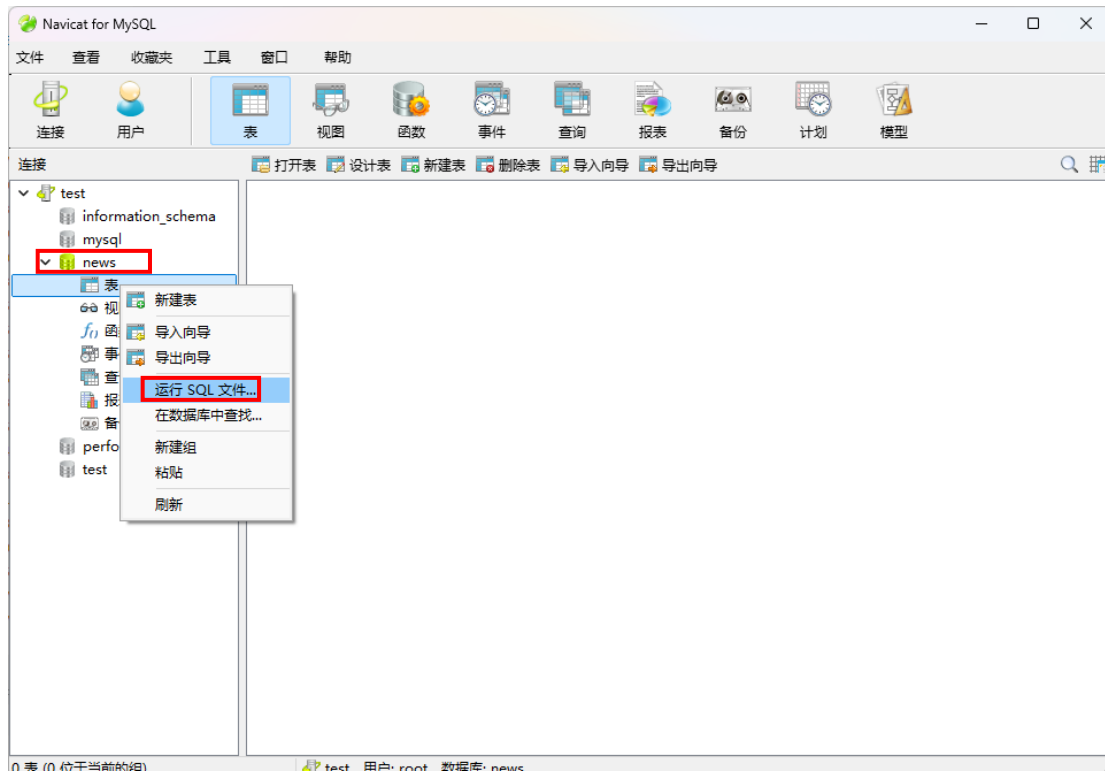 Navicat for MySQL
文件 查看 收藏夹 工具 窗口 帮助
连接 用户 表 视图 函数 事件 查询 报表 备份 计划 模型
连接 打开表 设计表 新建表 删除表 导入向导 导出向导
test
information_schema
mysql
news
表
视
新建表
函
导入向导
事
导出向导
查
运行 SQL 文件...
报
在数据库中查找...
备
perfo
新建组
test
粘贴
刷新
0 表 (0 位于当前的组) test 用户: root 数据库: news